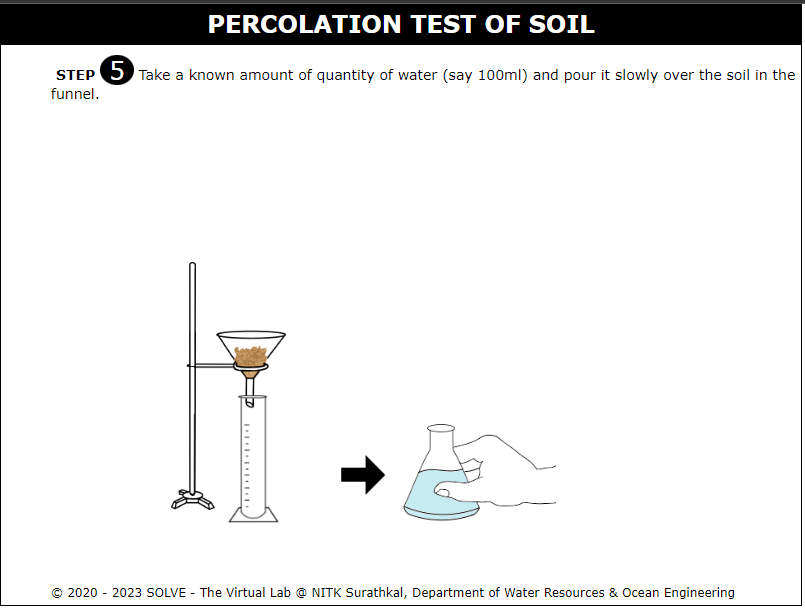 PERCOLATION TEST OF SOIL
STEP 5 Take a known amount of quantity of water (say 100ml) and pour it slowly over the soil in the
funnel.
© 2020 - 2023 SOLVE - The Virtual Lab @ NITK Surathkal, Department of Water Resources & Ocean Engineering